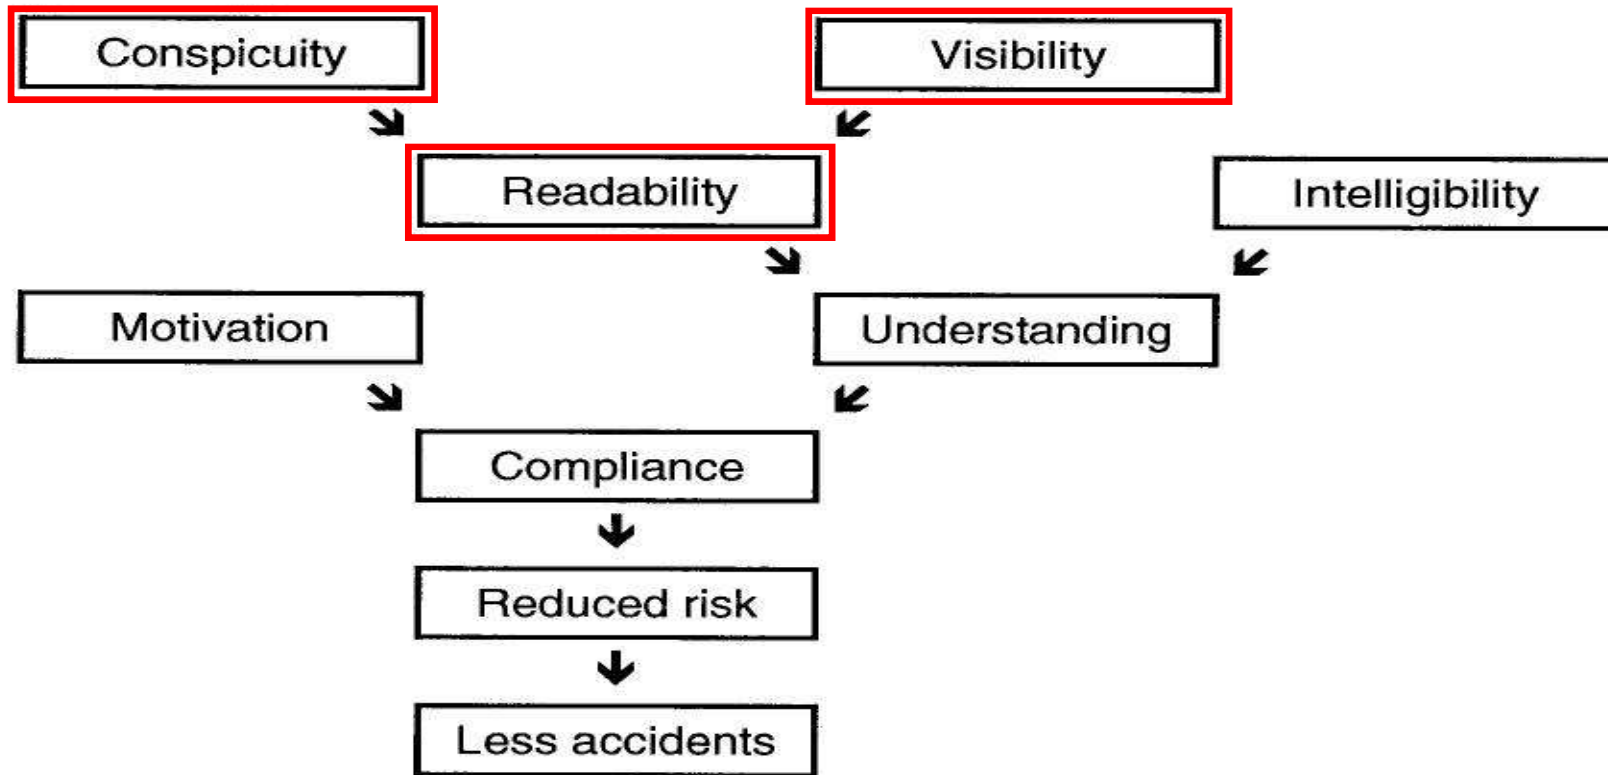 Conspicuity
Visibility
Readability
Intelligibility
Motivation
Understanding
Compliance
Reduced risk
Less accidents